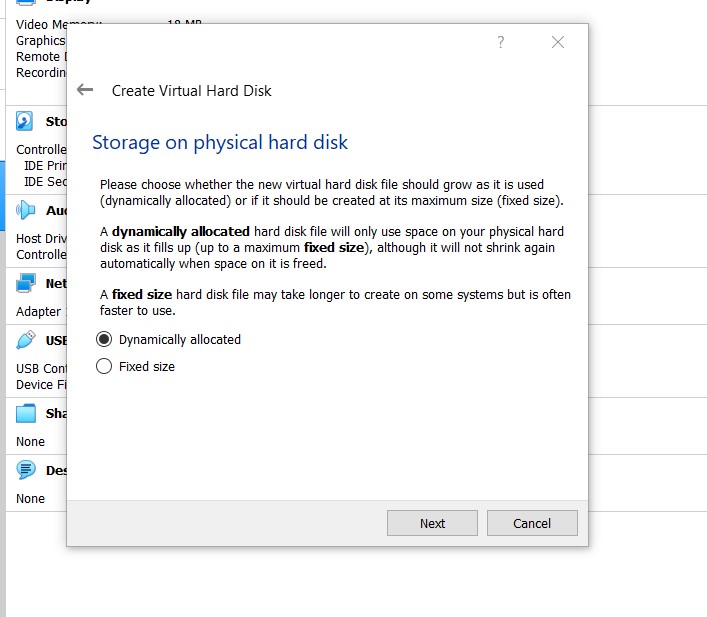 Video Memory: 18 MB
Graphics
Remote D
Recordin
?
Create Virtual Hard Disk
Sto
Storage on physical hard disk
Controlle
IDE Prin
IDE Sec
Please choose whether the new virtual hard disk file should grow as it is used
(dynamically allocated) or if it should be created at its maximum size (fixed size).
Aud
A dynamically allocated hard disk file will only use space on your physical hard
disk as it fills up (up to a maximum fixed size), although it will not shrink again
automatically when space on it is freed.
Host Driv
Controlle
Net
A fixed size hard disk file may take longer to create on some systems but is often
faster to use.
Adapter
USB
Dynamically allocated
Fixed size
USB Cont
Device Fi
Sha
None
Des
None
Next
Cancel